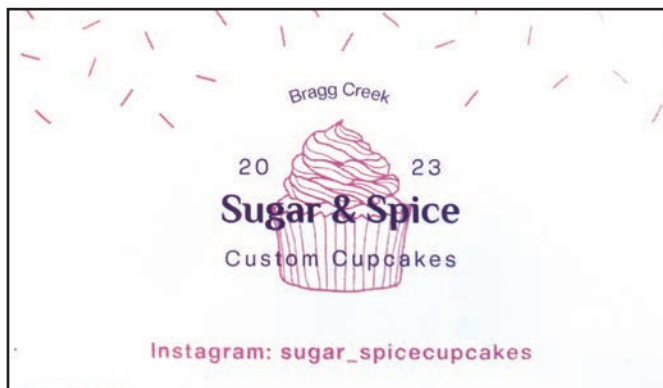 Bragg Creek
20 23
Sugar & Spice
Custom Cupcakes
Instagram: sugar_spicecupcakes